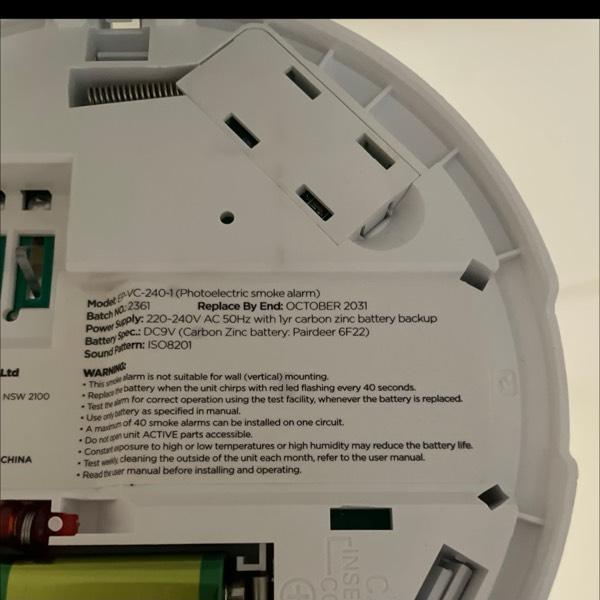 Model: EP-VC-240-1 (Photoelectric smoke alarm)
Batch NO.: 2361 Replace By End: OCTOBER 2031
Power Supply: 220-240V AC 50Hz with 1yr carbon zinc battery backup
Battery Spec.: DC9V (Carbon Zinc battery: Pairdeer 6F22)
Sound Pattern: ISO8201
WARNING:
• This smoke alarm is not suitable for wall (vertical) mounting.
• Replace battery when the unit chirps with red led flashing every 40 seconds.
• Test the alarm for correct operation using the test facility, whenever the battery is replaced.
• Use only battery as specified in manual.
• A maximum of 40 smoke alarms can be installed on one circuit.
• Do not open unit ACTIVE parts accessible.
• Constant exposure to high or low temperatures or high humidity may reduce the battery life.
• Test weekly, cleaning the outside of the unit each month, refer to the user manual.
• Read the user manual before installing and operating.
Ltd
NSW 2100
CHINA